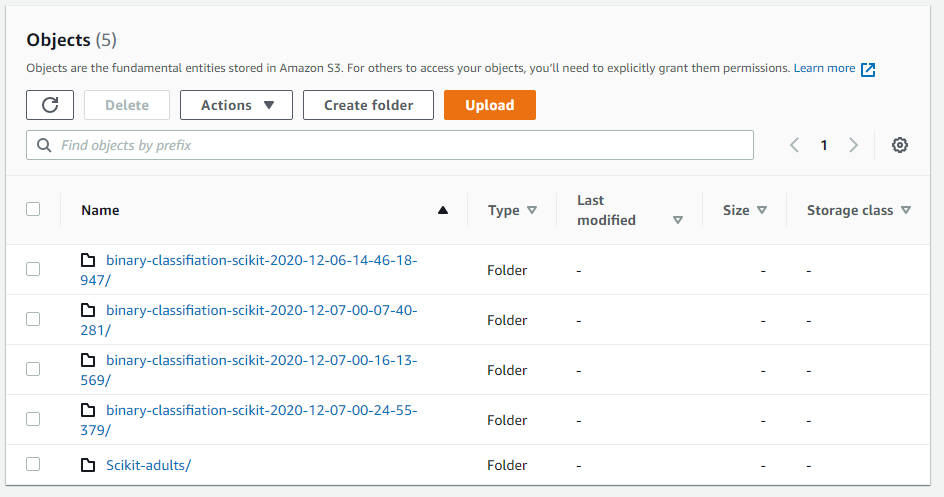 Objects (5)
Objects are the fundamental entities stored in Amazon S3. For others to access your objects, you'll need to explicitly grant them permissions. Learn more
Delete Actions Create folder Upload
Find objects by prefix 1
Name Type Last modified Size Storage class
binary-classifiation-scikit-2020-12-06-14-46-18-
947/ Folder - - -
binary-classifiation-scikit-2020-12-07-00-07-40-
281/ Folder - - -
binary-classifiation-scikit-2020-12-07-00-16-13-
569/ Folder - - -
binary-classifiation-scikit-2020-12-07-00-24-55-
379/ Folder - - -
Scikit-adults/ Folder - - -